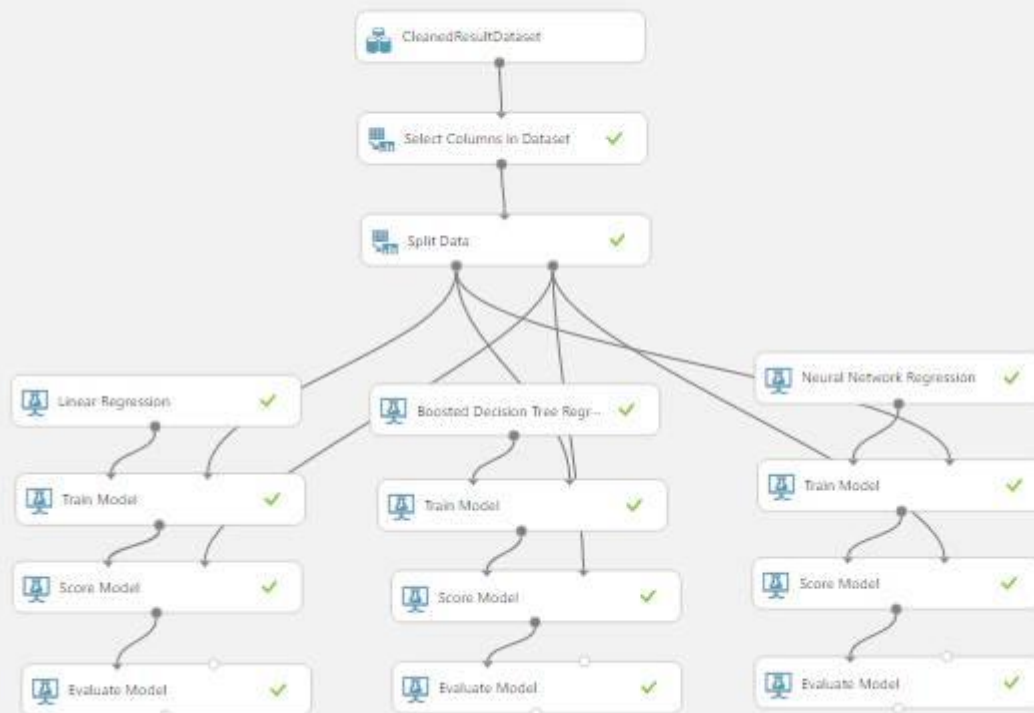 CleanedResultDataset
Select Columns in Dataset
Split Data
Linear Regression
Boosted Decision Tree Regr...
Neural Network Regression
Train Model
Train Model
Train Model
Score Model
Score Model
Score Model
Evaluate Model
Evaluate Model
Evaluate Model